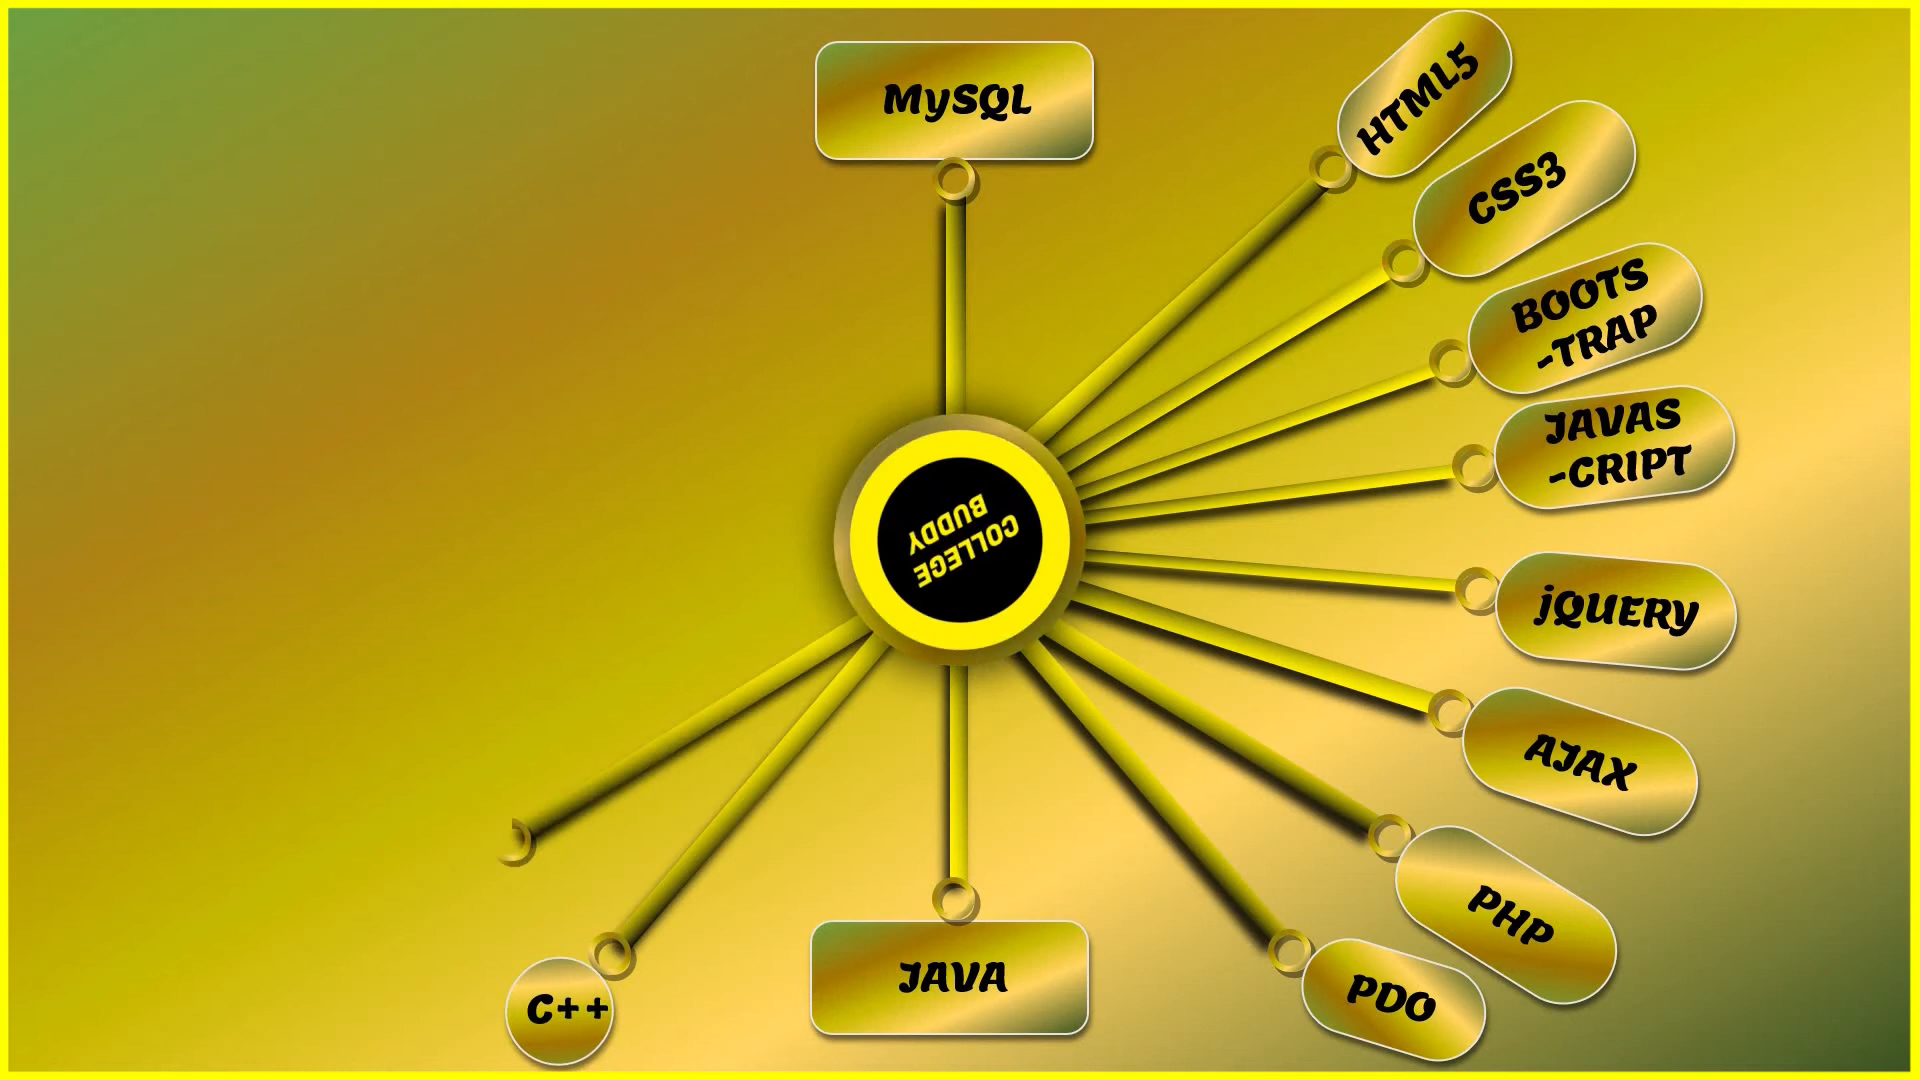 MySQL
HTML5
CSS3
BOOTS
-TRAP
JAVAS
-CRIPT
COLLEGE
BUDDY
jQUERY
AJAX
PHP
PDO
JAVA
C++